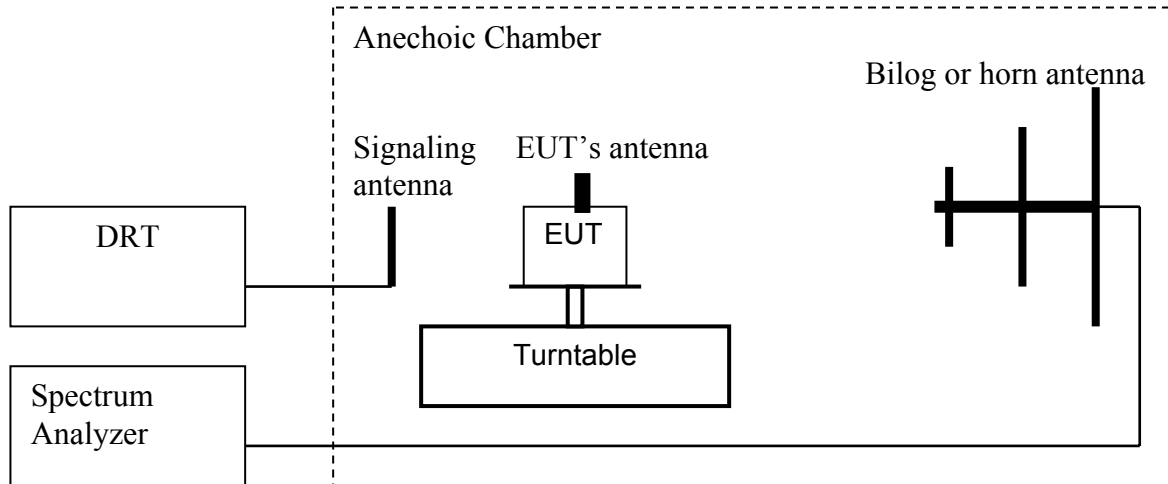 Anechoic Chamber
Bilog or horn antenna
Signaling
antenna
EUT’s antenna
DRT
EUT
Turntable
Spectrum
Analyzer